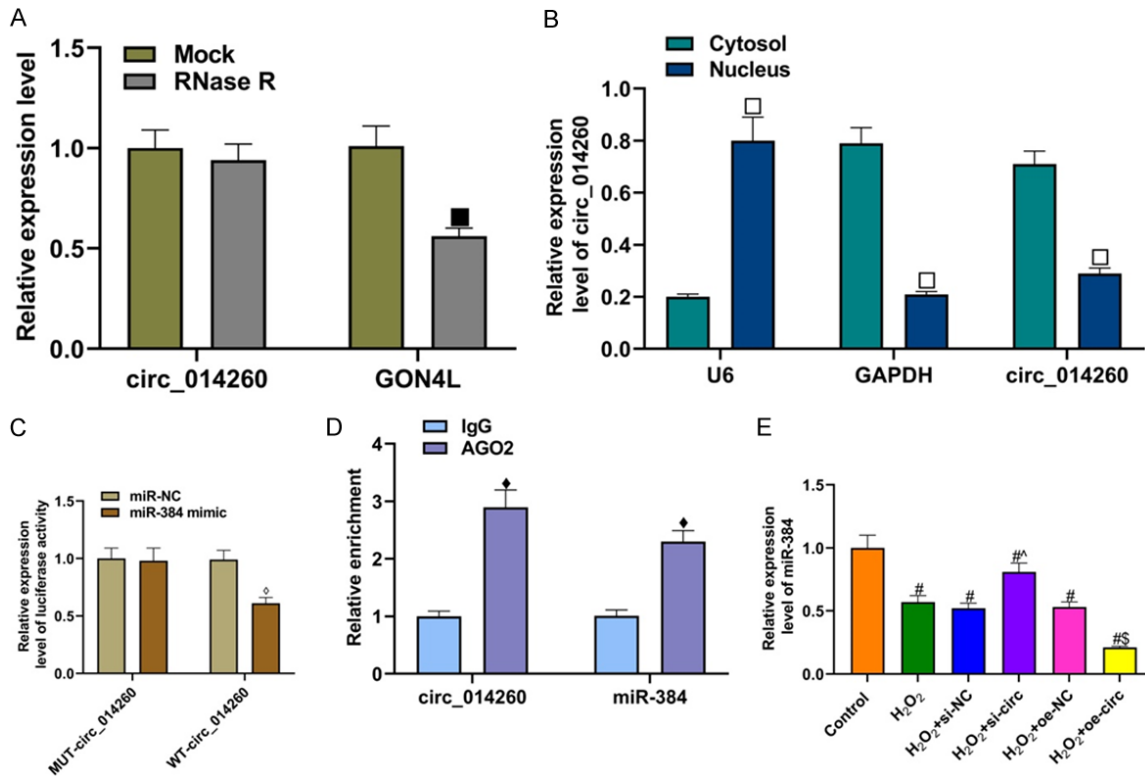 A
Relative expression level
1.5
1.0
0.5
0.0
Mock
RNase R
circ_014260
GON4L
B
Relative expression
level of circ_014260
1.0
0.8
0.6
0.4
0.2
0.0
Cytosol
Nucleus
U6
GAPDH
circ_014260
C
Relative expression
level of luciferase activity
1.5
1.0
0.5
0.0
miR-NC
miR-384 mimic
MUT-circ_014260
WT-circ_014260
D
Relative enrichment
4
3
2
1
0
IgG
AGO2
circ_014260
miR-384
E
Relative expression
level of miR-384
1.5
1.0
0.5
0.0
#
#
#^
#
#$
Control
H₂O₂
H₂O₂+si-NC
H₂O₂+si-circ
H₂O₂+oe-NC
H₂O₂+oe-circ